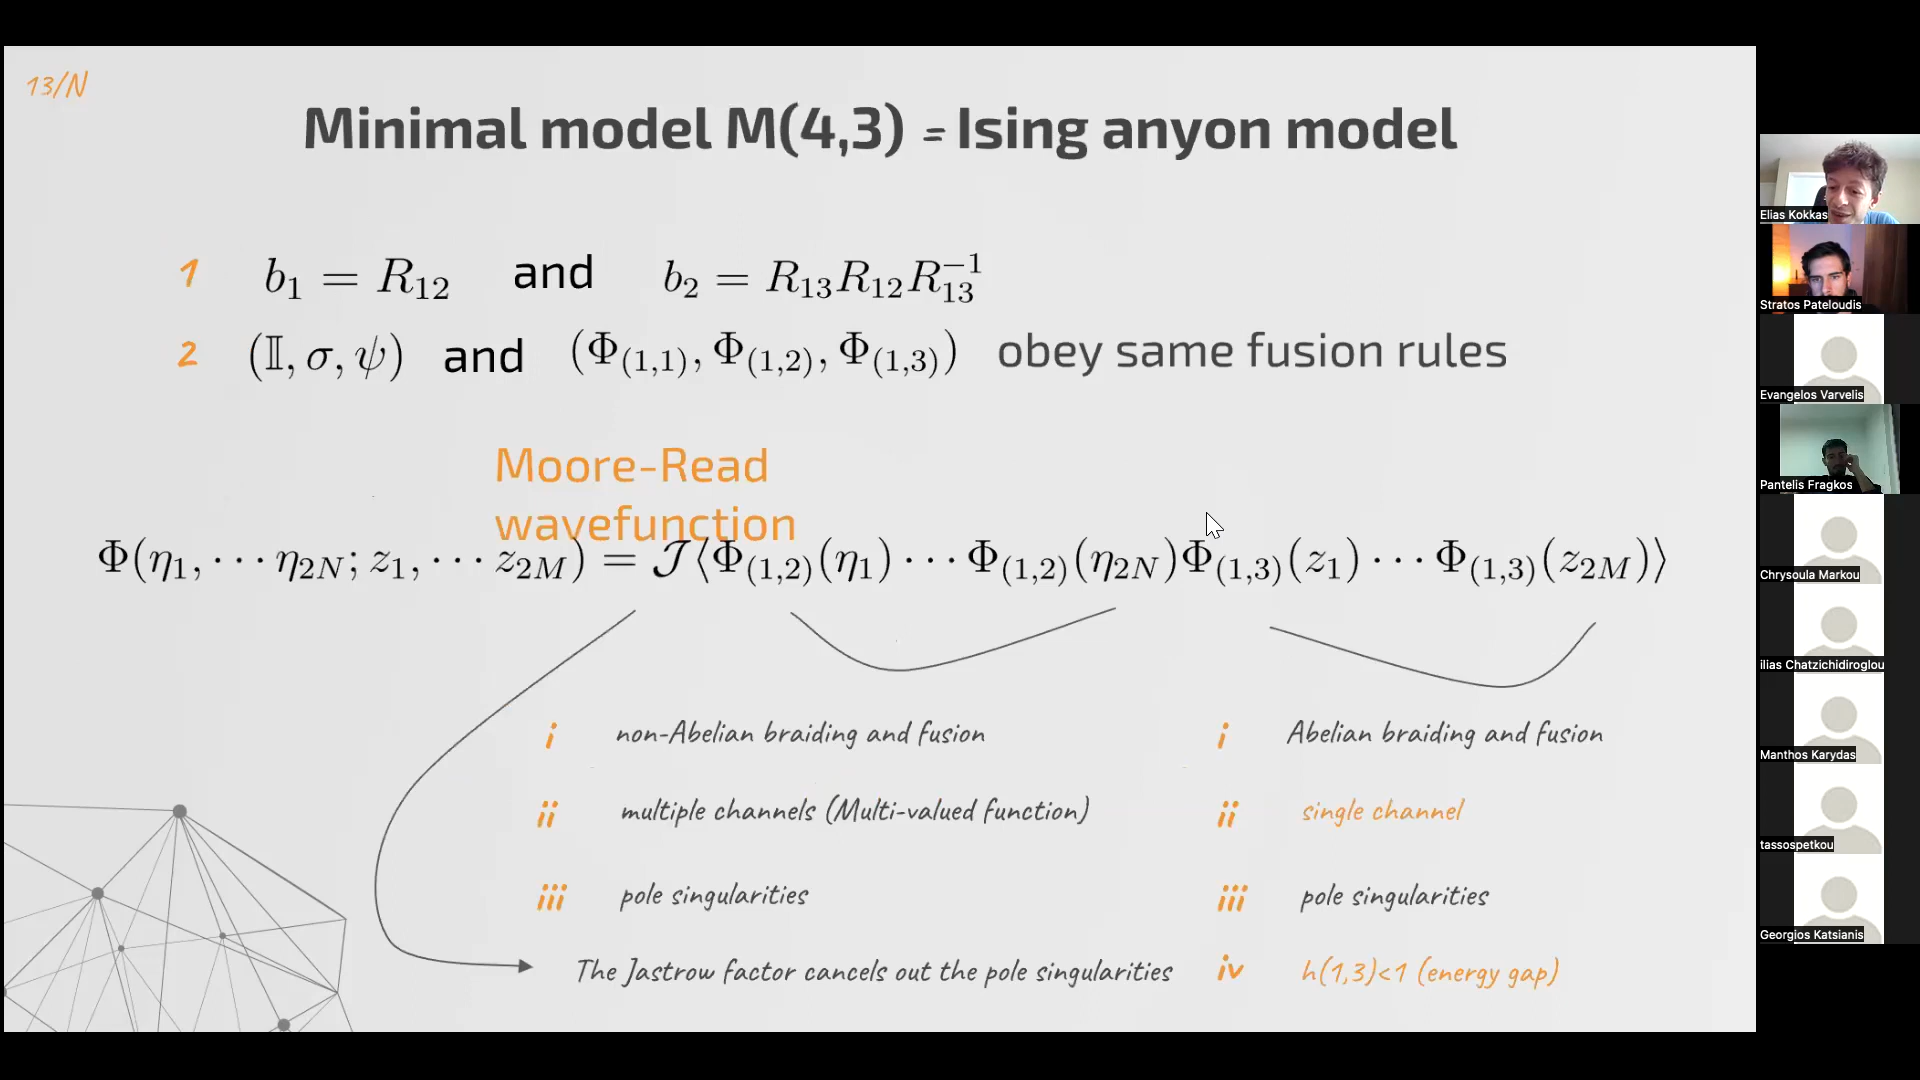 13/N
Minimal model M(4,3) = Ising anyon model
1 b₁ = R₁₂ and b₂ = R₁₃R₁₂R₁₃⁻¹
2 (𝕀, σ, ψ) and (Φ₍₁,₁₎, Φ₍₁,₂₎, Φ₍₁,₃₎) obey same fusion rules
Moore-Read
wavefunction
Φ(η₁, ⋯ η₂N; z₁, ⋯ z₂M) = 𝒥⟨Φ₍₁,₂₎(η₁) ⋯ Φ₍₁,₂₎(η₂N)Φ₍₁,₃₎(z₁) ⋯ Φ₍₁,₃₎(z₂M)⟩
i non-Abelian braiding and fusion
ii multiple channels (Multi-valued function)
iii pole singularities
The Jastrow factor cancels out the pole singularities
i Abelian braiding and fusion
ii single channel
iii pole singularities
iv h(1,3)<1 (energy gap)
Elias Kokkas
Stratos Pateloudis
Evangelos Varvelis
Pantelis Fragkos
Chrysoula Markou
ilias Chatzichidiroglou
Manthos Karydas
tassospetkou
Georgios Katsianis